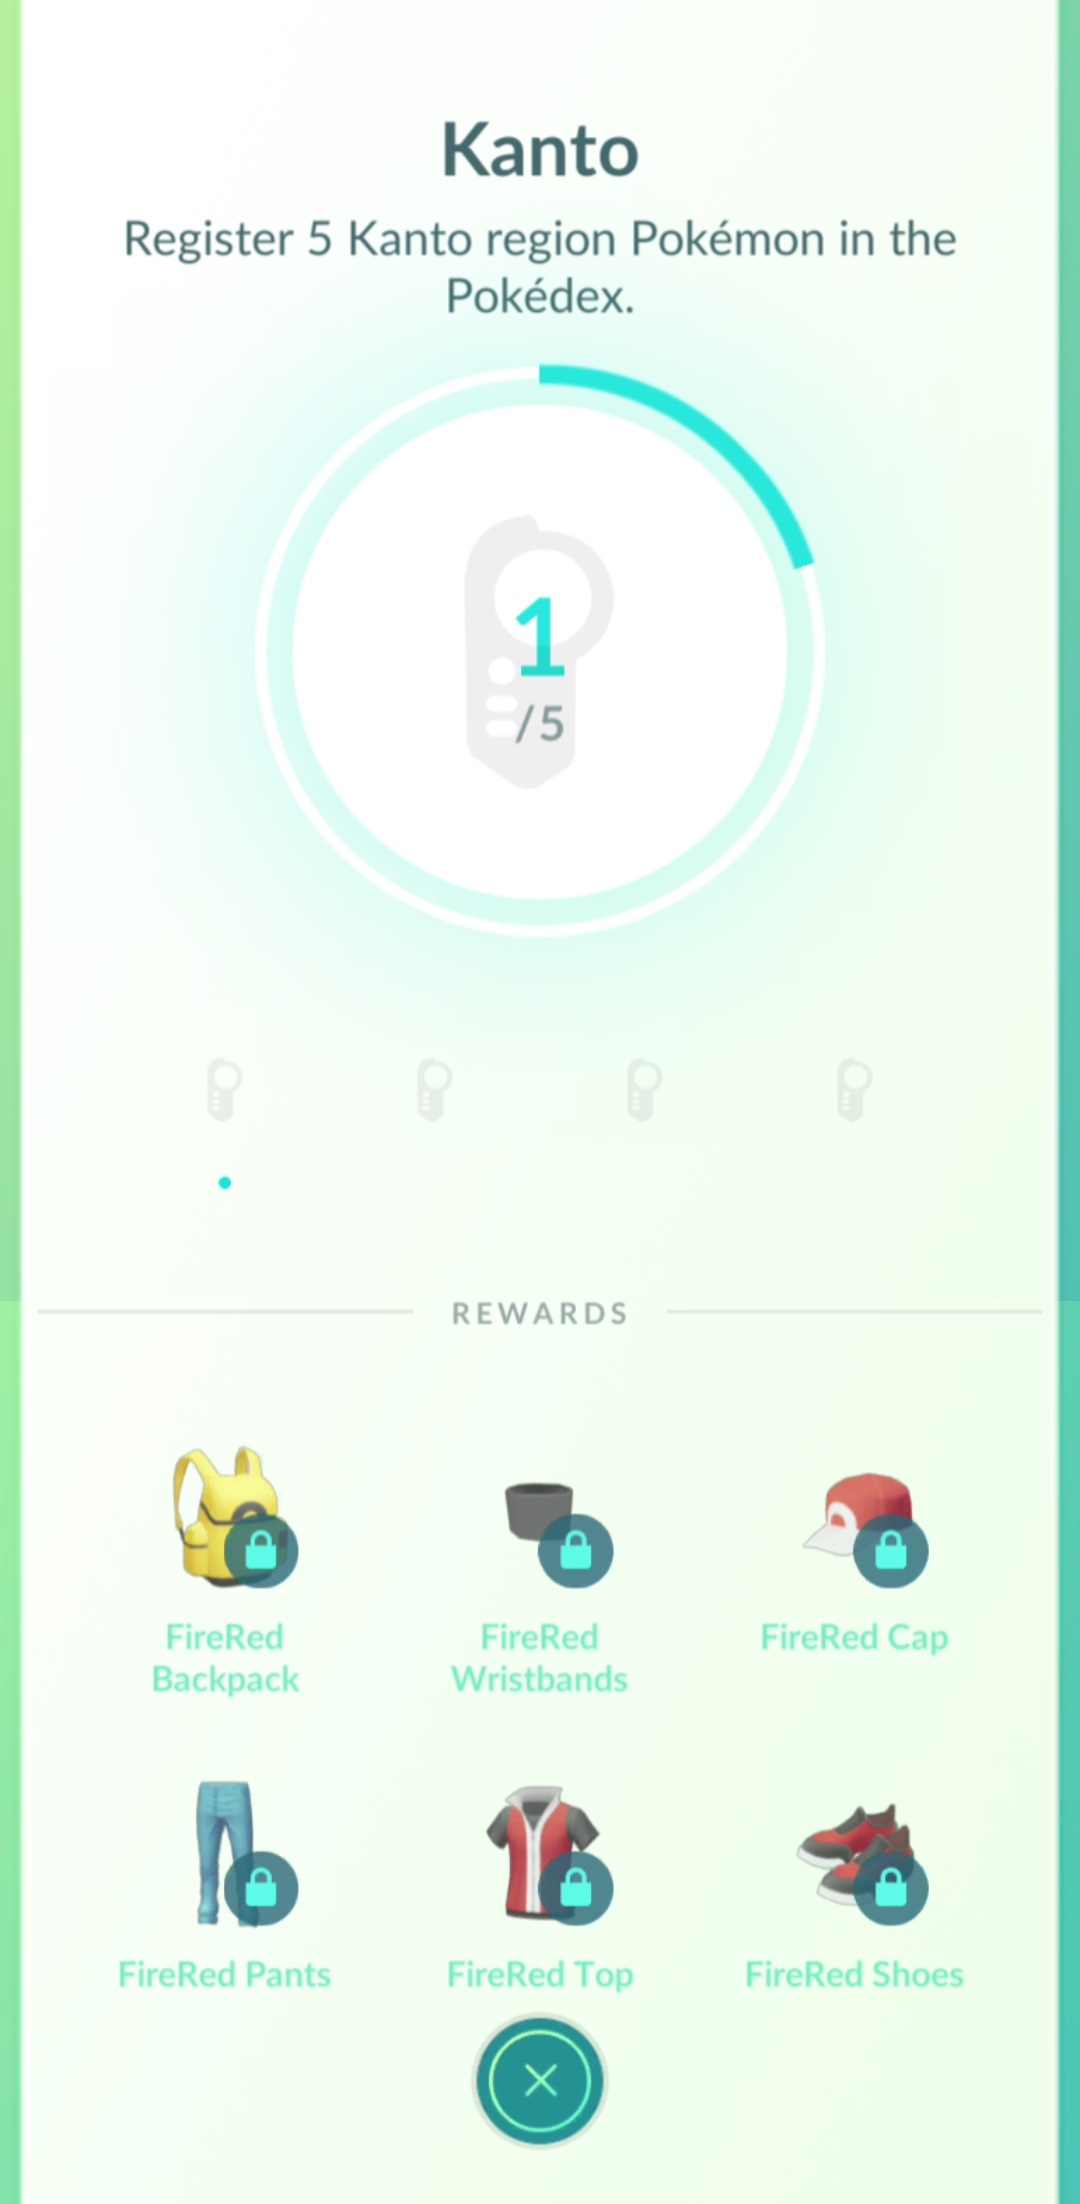 Kanto
Register 5 Kanto region Pokémon in the
Pokédex.
1
/5
REWARDS
FireRed
Backpack
FireRed
Wristbands
FireRed Cap
FireRed Pants
FireRed Top
FireRed Shoes